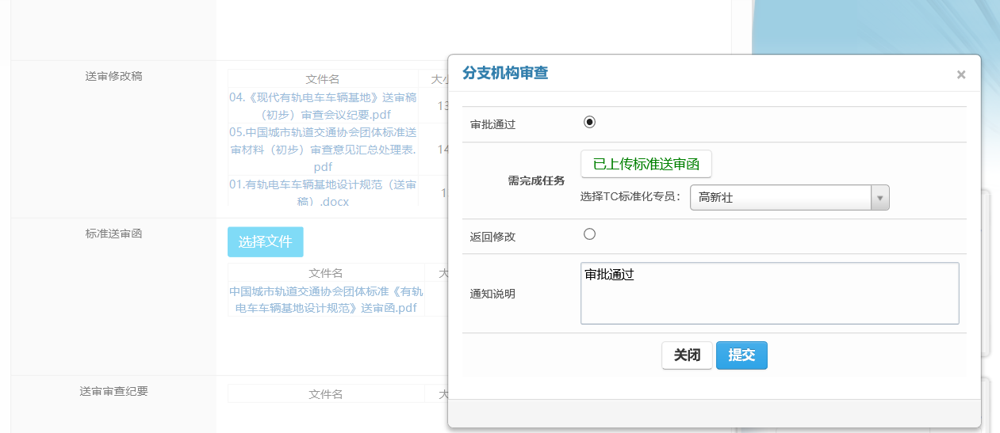 送审修改稿
文件名
大小
04.《现代有轨电车车辆基地》送审稿
（初步）审查会议纪要.pdf
13
05.中国城市轨道交通协会团体标准送
审材料（初步）审查意见汇总处理表.
pdf
14
01.有轨电车车辆基地设计规范（送审
稿）.docx
1
标准送审函
选择文件
文件名
大
中国城市轨道交通协会团体标准《有轨
电车车辆基地设计规范》送审函.pdf
送审审查纪要
文件名
大
分支机构审查
×
审批通过
需完成任务
已上传标准送审函
选择TC标准化专员：
高新壮
返回修改
通知说明
审批通过
关闭
提交